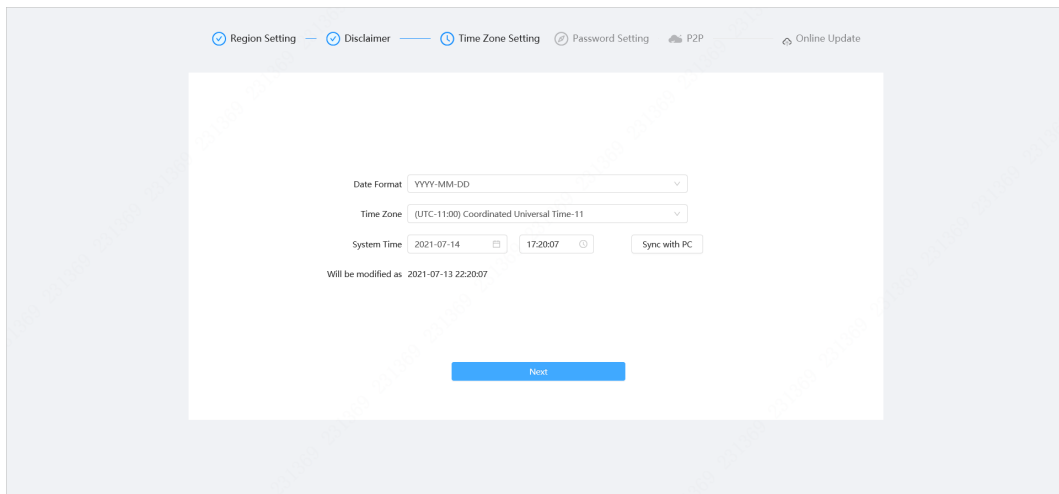 Region Setting Disclaimer Time Zone Setting Password Setting P2P Online Update
Date Format YYYY-MM-DD
Time Zone (UTC-11:00) Coordinated Universal Time-11
System Time 2021-07-14 17:20:07 Sync with PC
Will be modified as 2021-07-13 22:20:07
Next